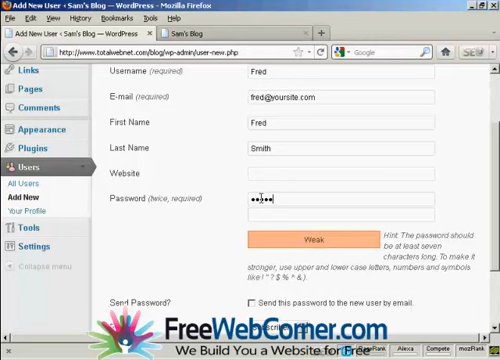 Add New User ‹ Sam's Blog — WordPress - Mozilla Firefox
File Edit View History Bookmarks Tools Help
Add New User ‹ Sam's Blog — WordPress
Sam's Blog
http://www.totalwebnet.com/blog/wp-admin/user-new.php
Google
Links
Pages
Comments
Appearance
Plugins
Users
All Users
Add New
Your Profile
Tools
Settings
Collapse menu
Username (required)
Fred
E-mail (required)
fred@yoursite.com
First Name
Fred
Last Name
Smith
Website
Password (twice, required)
•••••
Weak
Hint: The password should
be at least seven
characters long. To make it
stronger, use upper and lower case letters, numbers and symbols
like ! " ? $ % ^ & ).
Send Password?
Send this password to the new user by email.
FreeWebCorner.com
We Build You a Website for Free
Alexa
Compete
mozRank